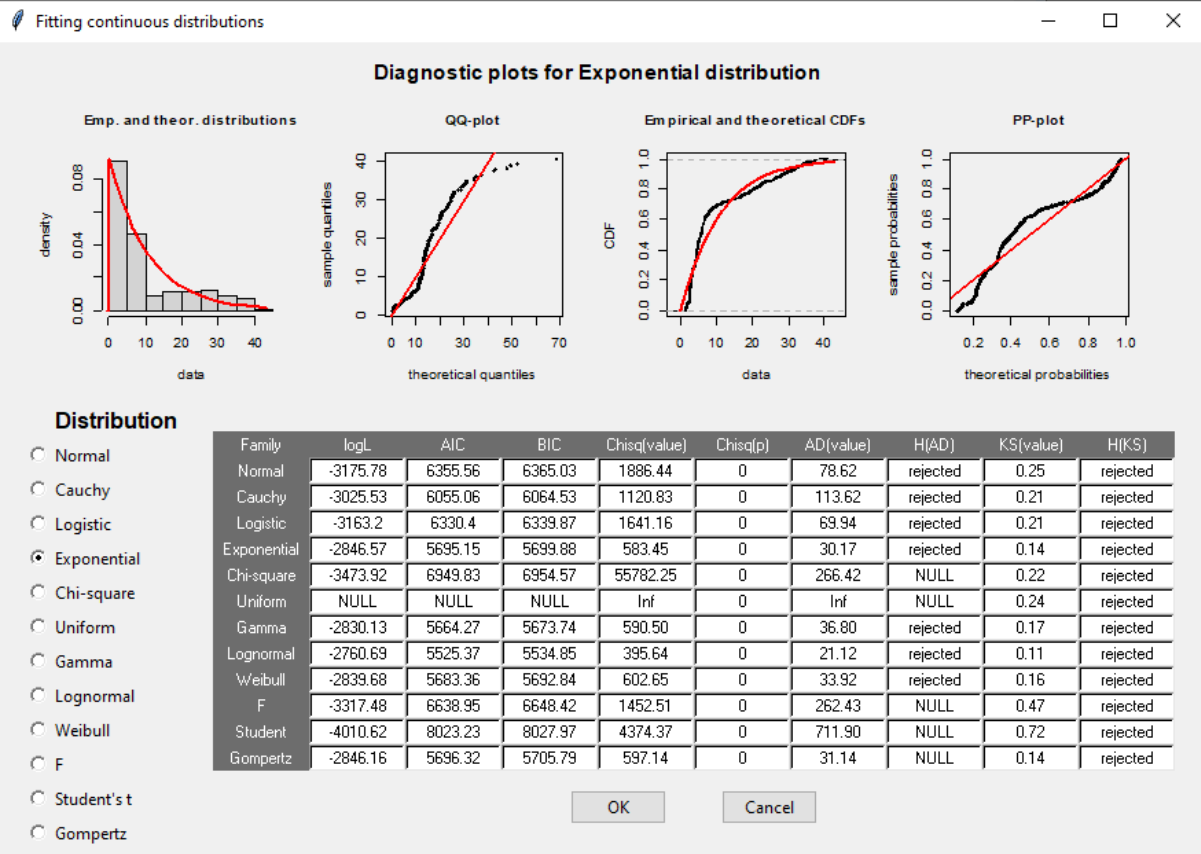 Fitting continuous distributions
Diagnostic plots for Exponential distribution
Emp. and theor. distributions
QQ-plot
Empirical and theoretical CDFs
PP-plot
density
0.00 0.04 0.08
0 10 20 30 40
data
sample quantiles
0 10 20 30 40
0 10 30 50 70
theoretical quantiles
CDF
0.0 0.2 0.4 0.6 0.8 1.0
0 10 20 30 40
data
sample probabilities
0.0 0.2 0.4 0.6 0.8 1.0
0.2 0.4 0.6 0.8 1.0
theoretical probabilities
Distribution
Normal
Cauchy
Logistic
Exponential
Chi-square
Uniform
Gamma
Lognormal
Weibull
F
Student's t
Gompertz
Family logL AIC BIC Chisq(value) Chisq(p) AD(value) H(AD) KS(value) H(KS)
Normal -3175.78 6355.56 6365.03 1886.44 0 78.62 rejected 0.25 rejected
Cauchy -3025.53 6055.06 6064.53 1120.83 0 113.62 rejected 0.21 rejected
Logistic -3163.2 6330.4 6339.87 1641.16 0 69.94 rejected 0.21 rejected
Exponential -2846.57 5695.15 5699.88 583.45 0 30.17 rejected 0.14 rejected
Chi-square -3473.92 6949.83 6954.57 55782.25 0 266.42 NULL 0.22 rejected
Uniform NULL NULL NULL Inf 0 Inf NULL 0.24 rejected
Gamma -2830.13 5664.27 5673.74 590.50 0 36.80 rejected 0.17 rejected
Lognormal -2760.69 5525.37 5534.85 395.64 0 21.12 rejected 0.11 rejected
Weibull -2839.68 5683.36 5692.84 602.65 0 33.92 rejected 0.16 rejected
F -3317.48 6638.95 6648.42 1452.51 0 262.43 NULL 0.47 rejected
Student -4010.62 8023.23 8027.97 4374.37 0 711.90 NULL 0.72 rejected
Gompertz -2846.16 5696.32 5705.79 597.14 0 31.14 NULL 0.14 rejected
OK Cancel